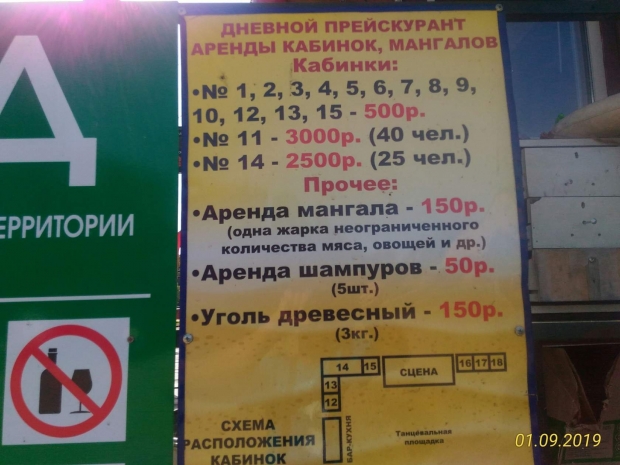 Д
ЕРРИТОРИИ
ДНЕВНОЙ ПРЕЙСКУРАНТ
АРЕНДЫ КАБИНОК, МАНГАЛОВ
Кабинки:
•№ 1, 2, 3, 4, 5, 6, 7, 8, 9,
10, 12, 13, 15 - 500р.
•№ 11 - 3000р. (40 чел.)
•№ 14 - 2500р. (25 чел.)
Прочее:
•Аренда мангала - 150р.
(одна жарка неограниченного
количества мяса, овощей и др.)
•Аренда шампуров - 50р.
(5шт.)
•Уголь древесный - 150р.
(3кг.)
14 15 СЦЕНА 16 17 18
13
12
СХЕМА
РАСПОЛОЖЕНИЯ
КАБИНОК
БАР-КУХНЯ
Танцевальная
площадка
01.09.2019